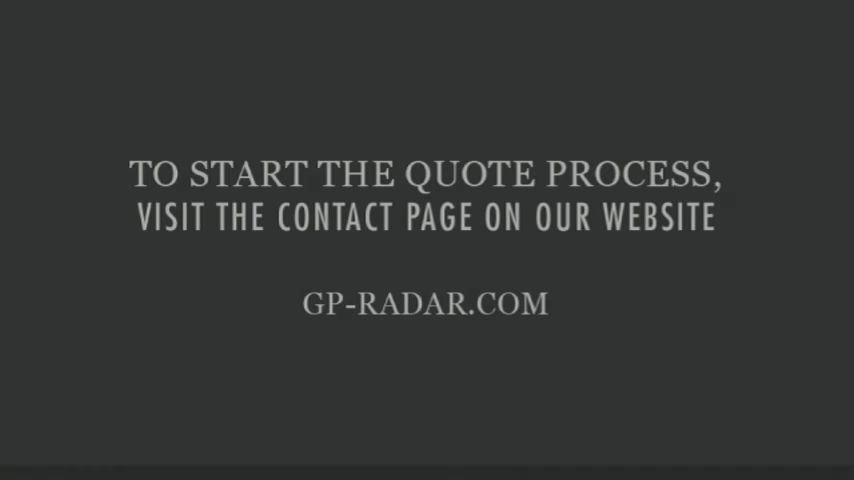 TO START THE QUOTE PROCESS,
VISIT THE CONTACT PAGE ON OUR WEBSITE
GP-RADAR.COM